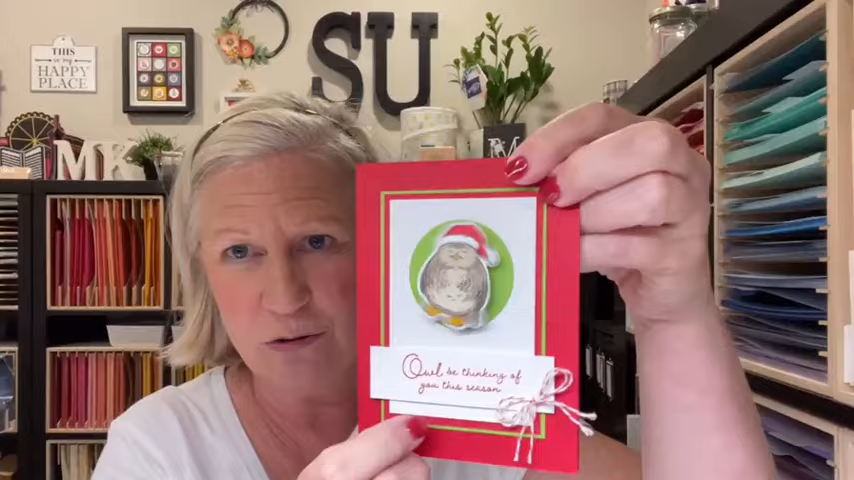 THIS
IS MY
HAPPY
PLACE
SU
MK
Owl be thinking of
you this season